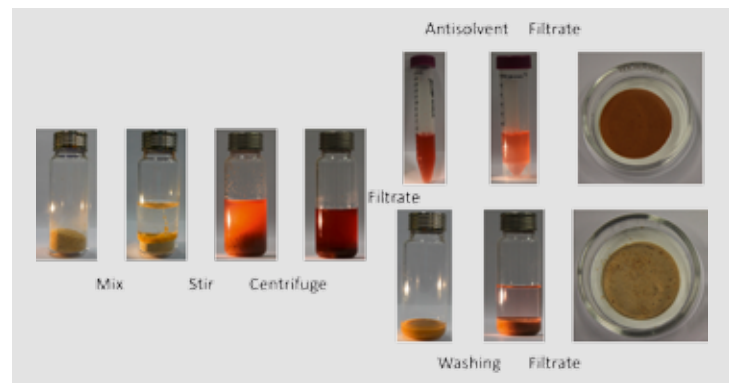 Antisolvent Filtrate
Filtrate
Mix Stir Centrifuge
Washing Filtrate